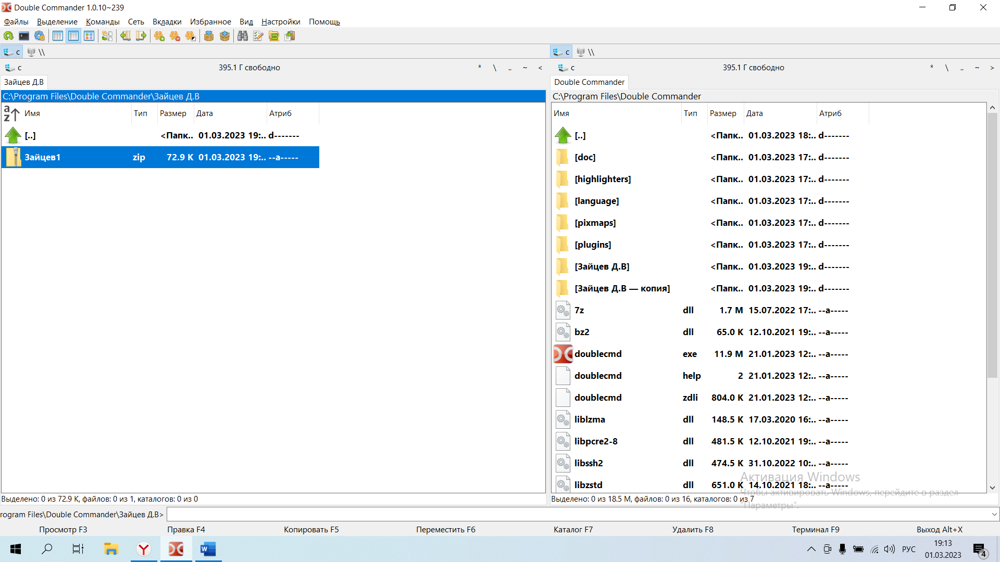 Double Commander 1.0.10~239
Файлы Выделение Команды Сеть Вкладки Избранное Вид Настройки Помощь
c \\
c \\
c 395.1 Г свободно * \ .. ~ <
c 395.1 Г свободно * \ .. ~ >
Зайцев Д.В
Double Commander
C:\Program Files\Double Commander\Зайцев Д.В
C:\Program Files\Double Commander
Имя Тип Размер Дата Атриб
[..] <Папк.. 01.03.2023 19:.. d-------
Зайцев1 zip 72.9 K 01.03.2023 19:.. --a-----
Имя Тип Размер Дата Атриб
[..] <Папк.. 01.03.2023 18:.. d-------
[doc] <Папк.. 01.03.2023 17:.. d-------
[highlighters] <Папк.. 01.03.2023 17:.. d-------
[language] <Папк.. 01.03.2023 17:.. d-------
[pixmaps] <Папк.. 01.03.2023 17:.. d-------
[plugins] <Папк.. 01.03.2023 17:.. d-------
[Зайцев Д.В] <Папк.. 01.03.2023 19:.. d-------
[Зайцев Д.В — копия] <Папк.. 01.03.2023 19:.. d-------
7z dll 1.7 M 15.07.2022 17:.. --a-----
bz2 dll 65.0 K 12.10.2021 19:.. --a-----
doublecmd exe 11.9 M 21.01.2023 12:.. --a-----
doublecmd help 2 21.01.2023 12:.. --a-----
doublecmd zdli 804.0 K 21.01.2023 12:.. --a-----
liblzma dll 148.5 K 17.03.2020 16:.. --a-----
libpcre2-8 dll 481.5 K 12.10.2021 19:.. --a-----
libssh2 dll 474.5 K 31.10.2022 10:.. --a-----
libzstd dll 651.0 K 14.10.2021 18:.. --a-----
Активация Windows
Чтобы активировать Windows, перейдите в раздел
"Параметры".
Выделено: 0 из 72.9 K, файлов: 0 из 1, каталогов: 0 из 0
Выделено: 0 из 18.5 M, файлов: 0 из 16, каталогов: 0 из 7
rogram Files\Double Commander\Зайцев Д.В>
Просмотр F3 Правка F4 Копировать F5 Переместить F6 Каталог F7 Удалить F8 Терминал F9 Выход Alt+X
РУС
19:13
01.03.2023
4